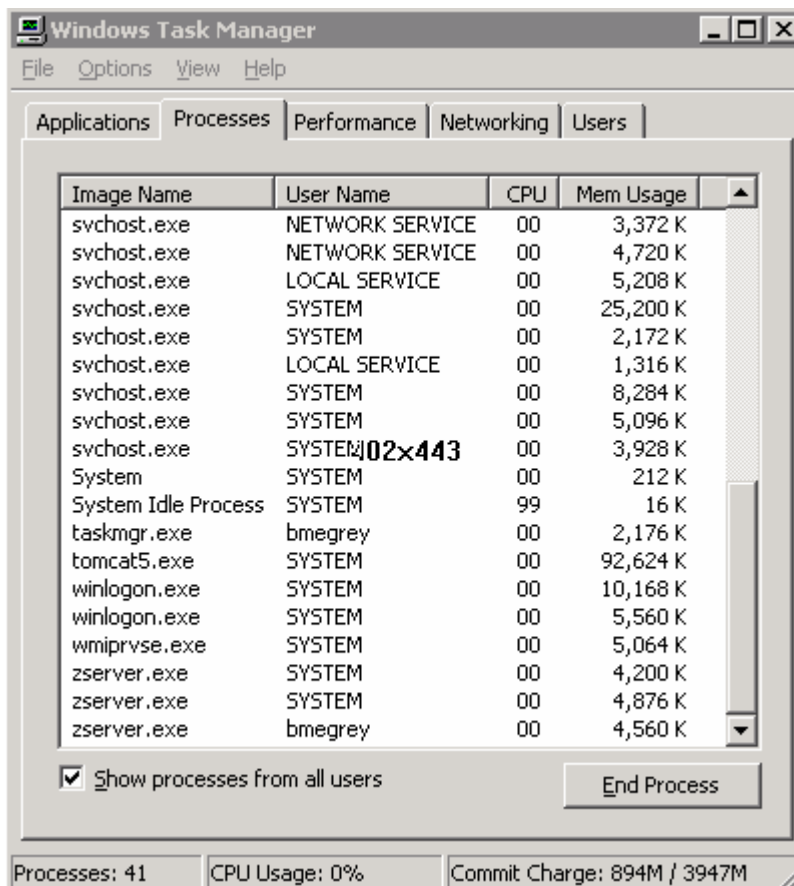 Windows Task Manager
File Options View Help
Applications Processes Performance Networking Users
Image Name User Name CPU Mem Usage
svchost.exe NETWORK SERVICE 00 3,372 K
svchost.exe NETWORK SERVICE 00 4,720 K
svchost.exe LOCAL SERVICE 00 5,208 K
svchost.exe SYSTEM 00 25,200 K
svchost.exe SYSTEM 00 2,172 K
svchost.exe LOCAL SERVICE 00 1,316 K
svchost.exe SYSTEM 00 8,284 K
svchost.exe SYSTEM 00 5,096 K
svchost.exe SYSTEM 00 3,928 K
System SYSTEM 00 212 K
System Idle Process SYSTEM 99 16 K
taskmgr.exe bmegrey 00 2,176 K
tomcat5.exe SYSTEM 00 92,624 K
winlogon.exe SYSTEM 00 10,168 K
winlogon.exe SYSTEM 00 5,560 K
wmiprvse.exe SYSTEM 00 5,064 K
zserver.exe SYSTEM 00 4,200 K
zserver.exe SYSTEM 00 4,876 K
zserver.exe bmegrey 00 4,560 K
Show processes from all users
End Process
Processes: 41 CPU Usage: 0% Commit Charge: 894M / 3947M